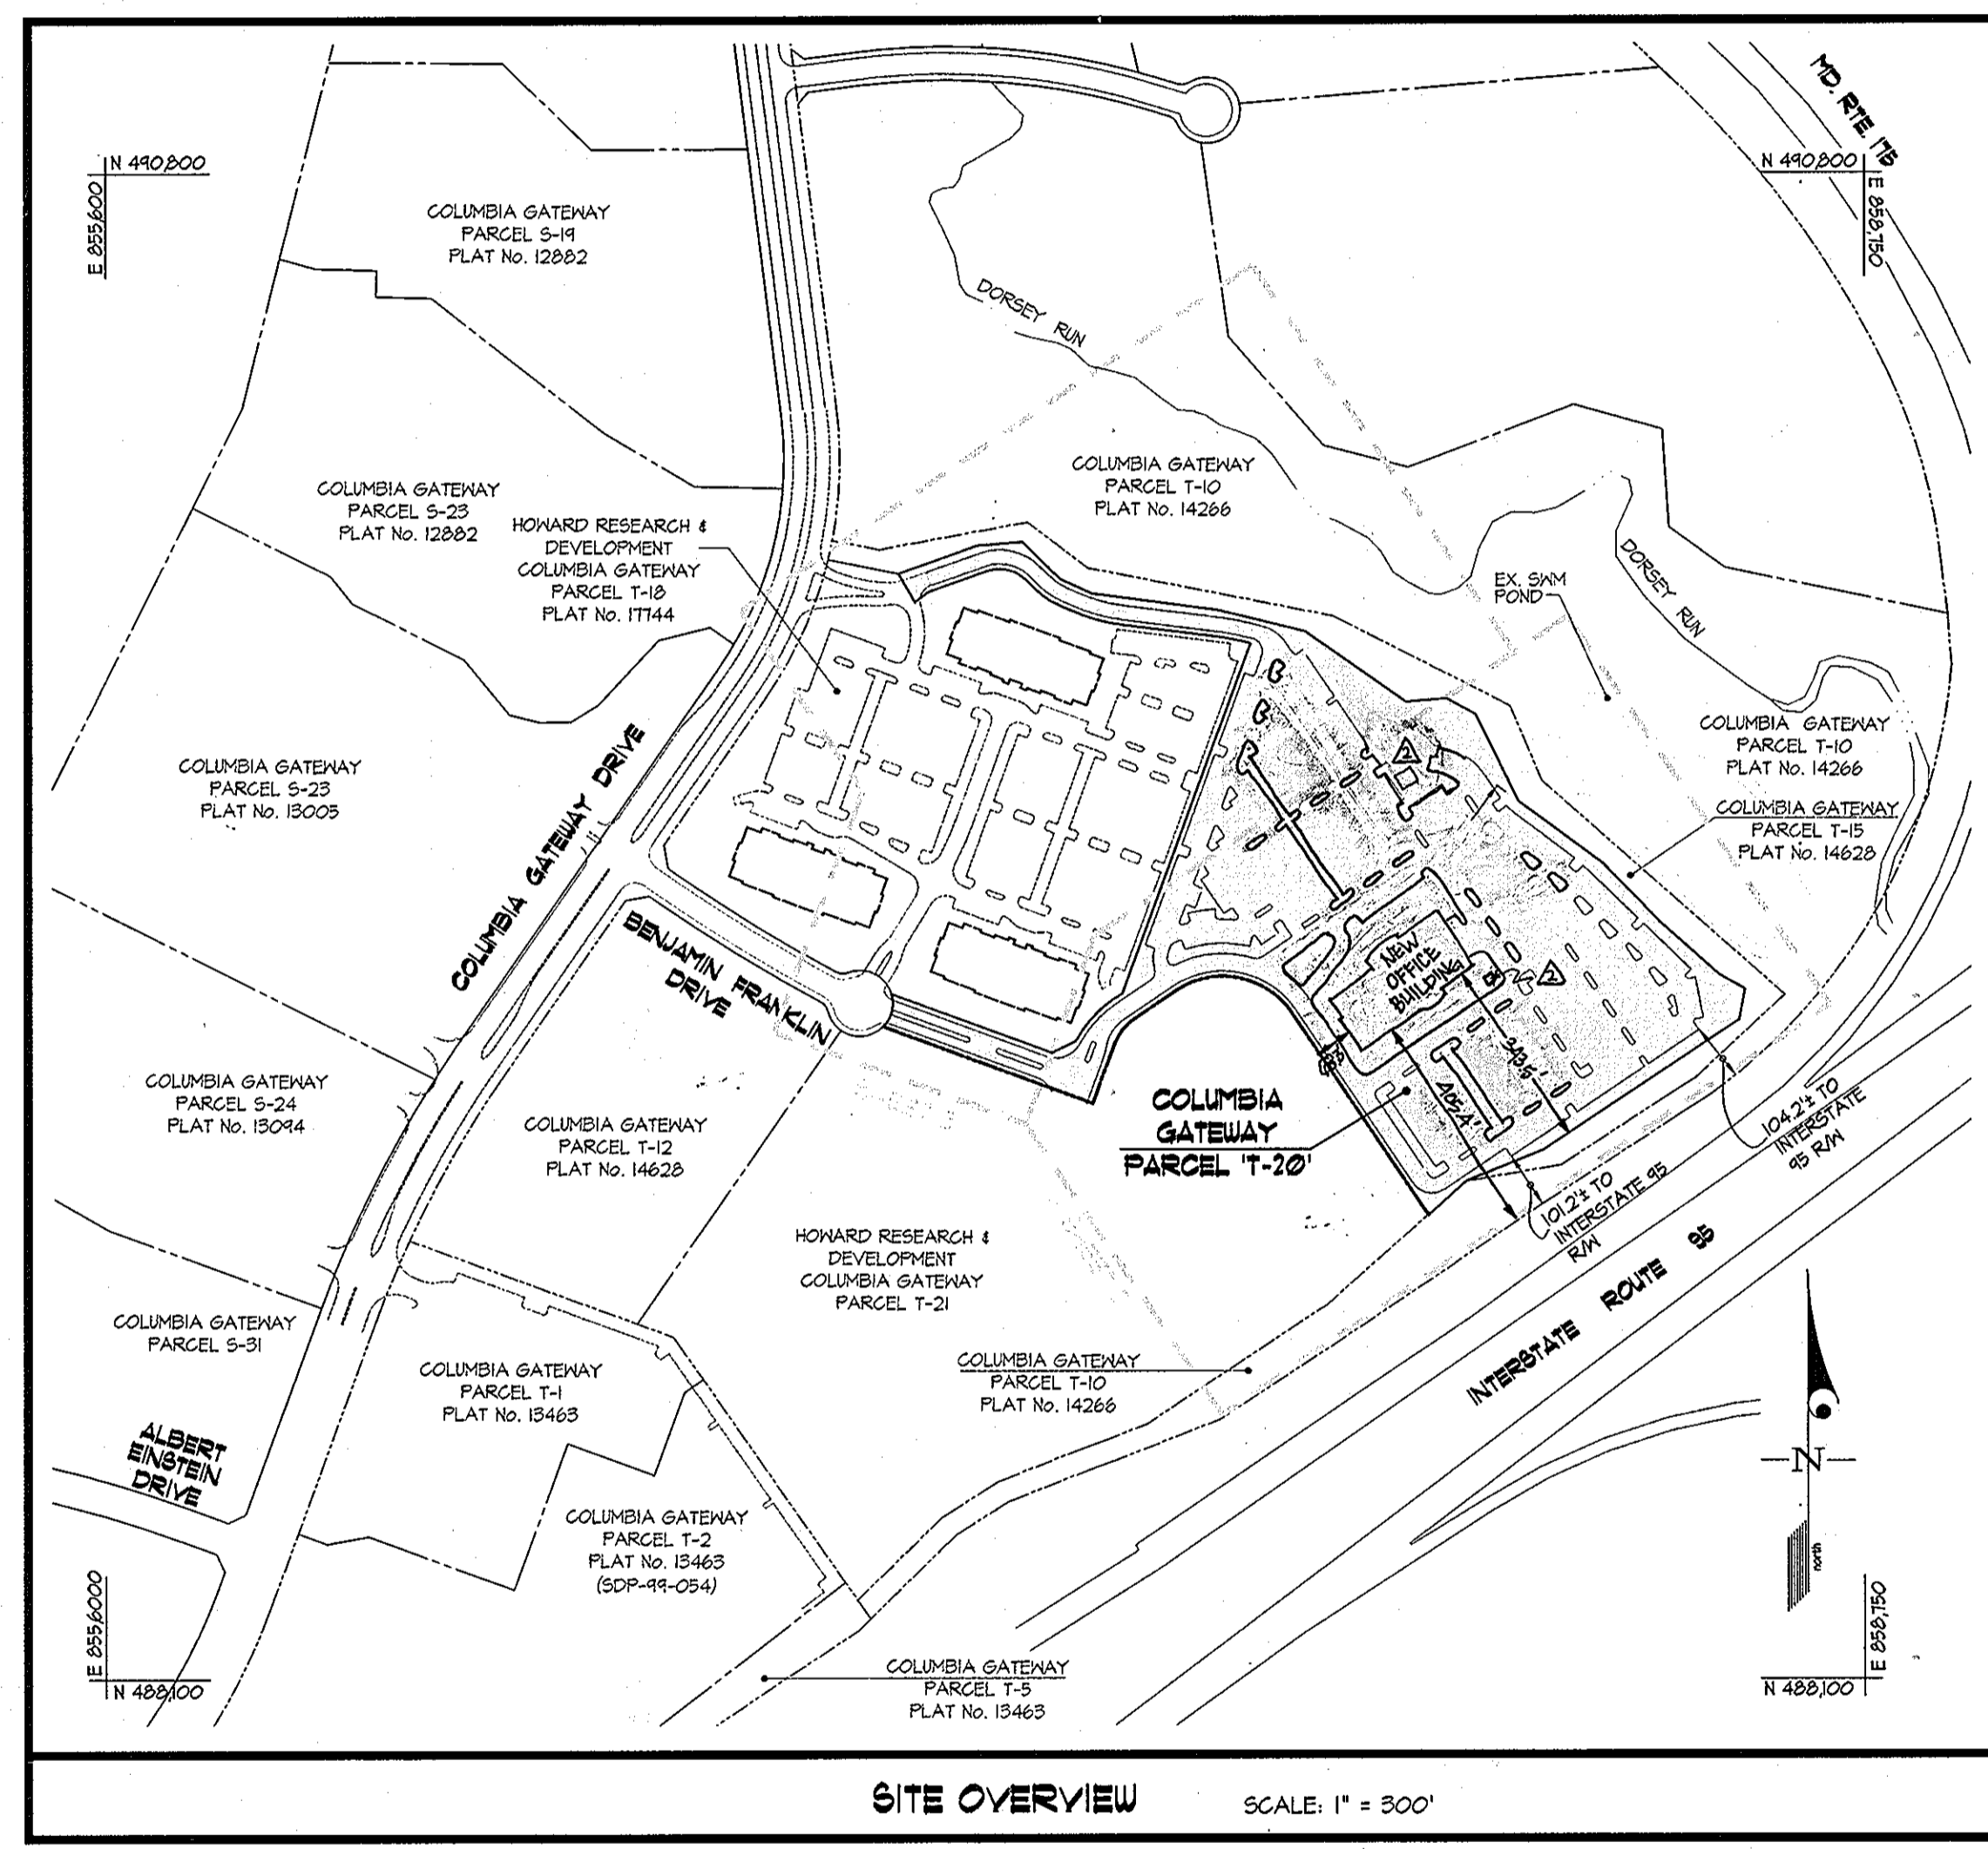 MD. RTE. 175
N 490,800
E 855,600
N 490,800
E 858,750
COLUMBIA GATEWAY
PARCEL S-19
PLAT No. 12882
DORSEY RUN
COLUMBIA GATEWAY
PARCEL T-10
PLAT No. 14266
COLUMBIA GATEWAY
PARCEL S-23
PLAT No. 12882
HOWARD RESEARCH &
DEVELOPMENT
COLUMBIA GATEWAY
PARCEL T-18
PLAT No. 17744
EX. SWM
POND
DORSEY RUN
COLUMBIA GATEWAY
PARCEL T-10
PLAT No. 14266
COLUMBIA GATEWAY
PARCEL T-15
PLAT No. 14628
COLUMBIA GATEWAY
PARCEL S-23
PLAT No. 13005
COLUMBIA GATEWAY DRIVE
2
BENJAMIN FRANKLIN
DRIVE
NEW
OFFICE
BUILDING
2
343.5'
405.4'
COLUMBIA
GATEWAY
PARCEL 'T-20'
104.2'± TO
INTERSTATE
95 R/W
101.2'± TO
INTERSTATE 95
R/W
COLUMBIA GATEWAY
PARCEL S-24
PLAT No. 13094
COLUMBIA GATEWAY
PARCEL T-12
PLAT No. 14628
HOWARD RESEARCH &
DEVELOPMENT
COLUMBIA GATEWAY
PARCEL T-21
INTERSTATE ROUTE 95
COLUMBIA GATEWAY
PARCEL S-31
COLUMBIA GATEWAY
PARCEL T-1
PLAT No. 13463
COLUMBIA GATEWAY
PARCEL T-10
PLAT No. 14266
ALBERT
EINSTEIN
DRIVE
N
north
COLUMBIA GATEWAY
PARCEL T-2
PLAT No. 13463
(SDP-99-054)
E 855,6000
N 488,100
COLUMBIA GATEWAY
PARCEL T-5
PLAT No. 13463
E 858,750
N 488,100
SITE OVERVIEW
SCALE: 1" = 300'